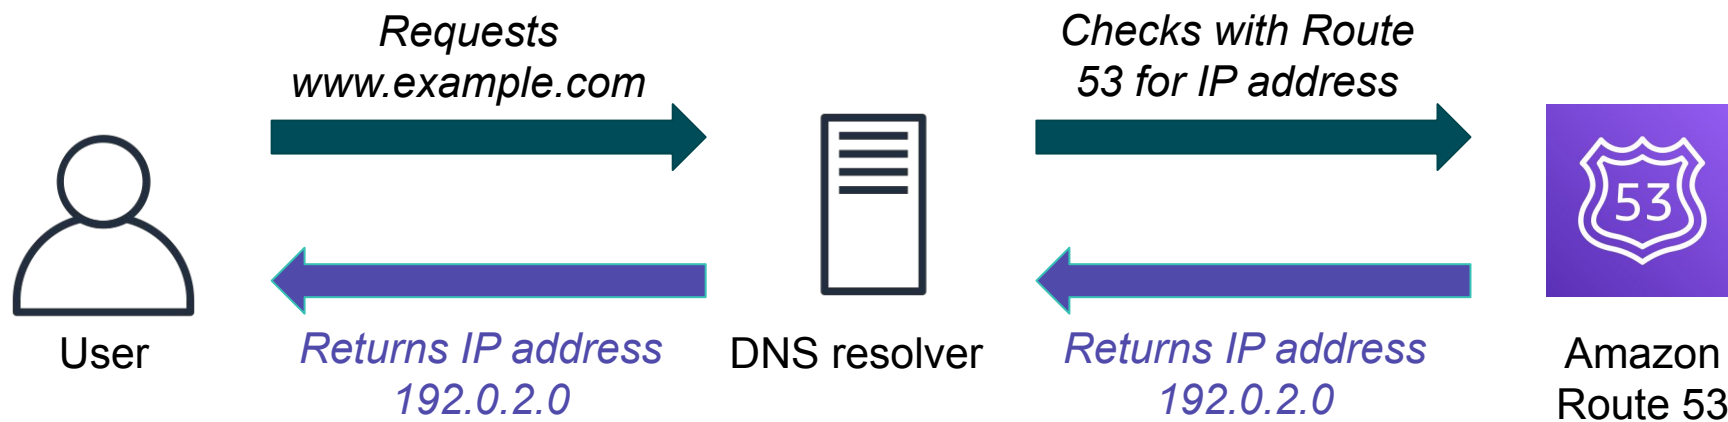 Requests
www.example.com
Checks with Route
53 for IP address
53
User
Returns IP address
192.0.2.0
DNS resolver
Returns IP address
192.0.2.0
Amazon
Route 53